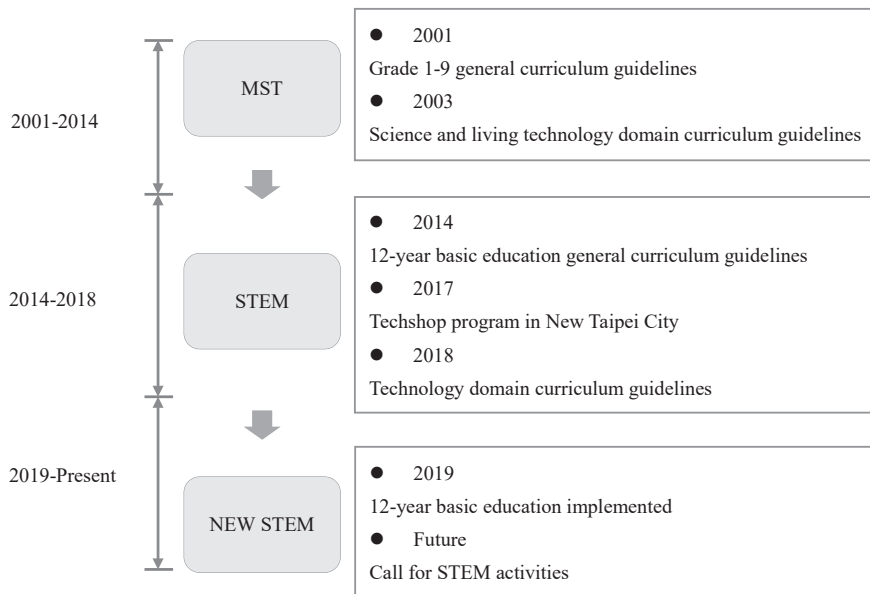 2001-2014
MST
● 2001
Grade 1-9 general curriculum guidelines
● 2003
Science and living technology domain curriculum guidelines
2014-2018
STEM
● 2014
12-year basic education general curriculum guidelines
● 2017
Techshop program in New Taipei City
● 2018
Technology domain curriculum guidelines
2019-Present
NEW STEM
● 2019
12-year basic education implemented
● Future
Call for STEM activities